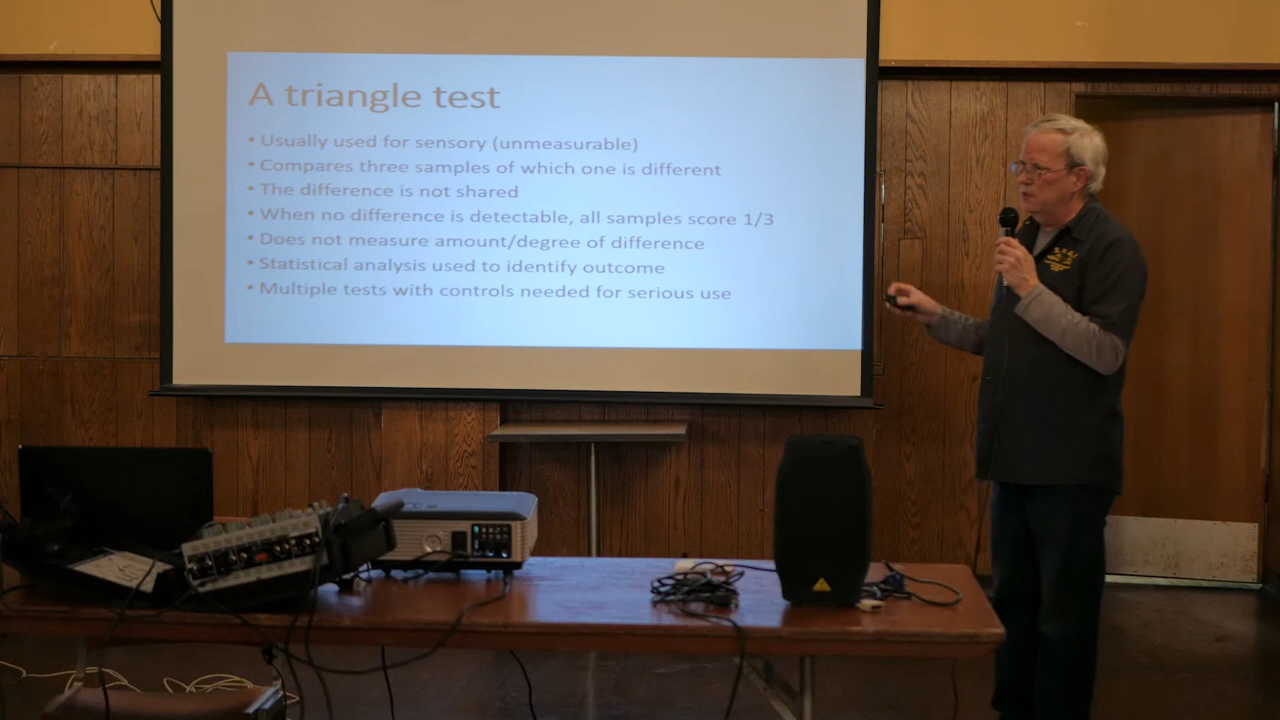 A triangle test
• Usually used for sensory (unmeasurable)
• Compares three samples of which one is different
• The difference is not shared
• When no difference is detectable, all samples score 1/3
• Does not measure amount/degree of difference
• Statistical analysis used to identify outcome
• Multiple tests with controls needed for serious use